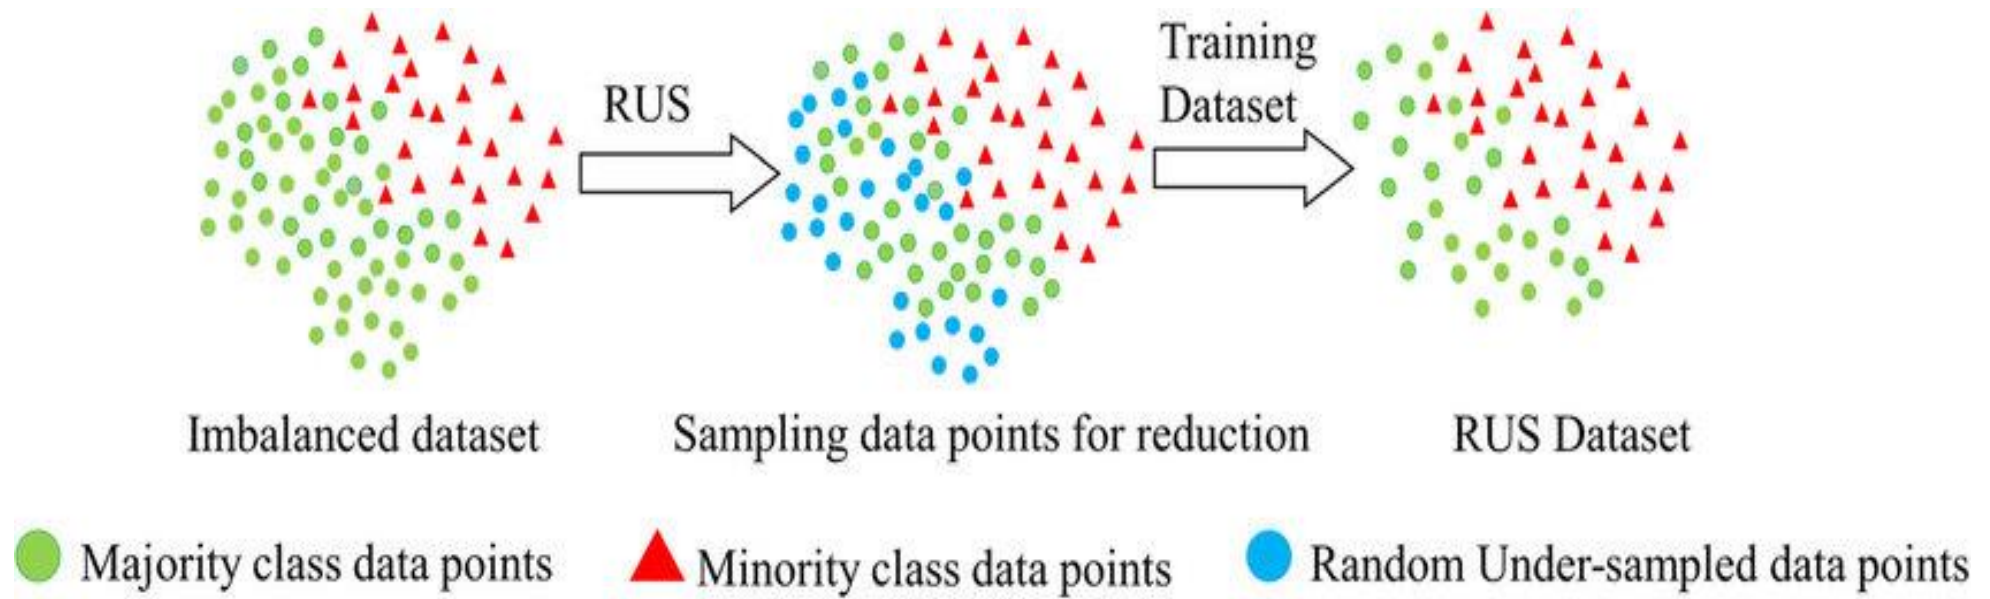 RUS
Training
Dataset
Imbalanced dataset
Sampling data points for reduction
RUS Dataset
Majority class data points
Minority class data points
Random Under-sampled data points